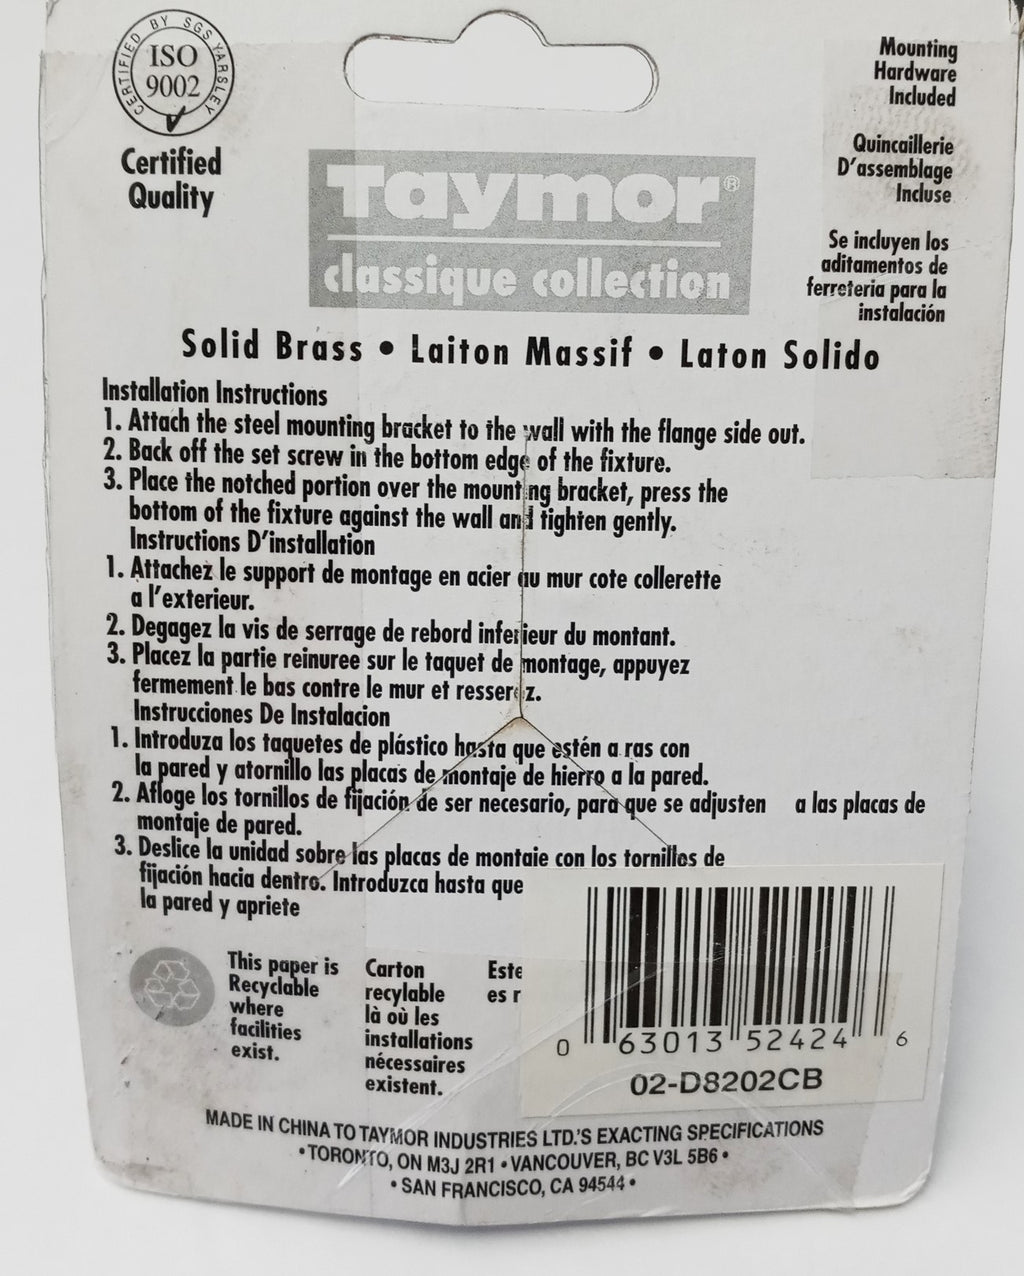 CERTIFIED BY SGS YARSLEY
ISO
9002
Certified
Quality
Mounting
Hardware
Included
Quincaillerie
D'assemblage
Incluse
Se incluyen los
aditamentos de
ferreteria para la
instalación
Taymor®
classique collection
Solid Brass • Laiton Massif • Laton Solido
Installation Instructions
1. Attach the steel mounting bracket to the wall with the flange side out.
2. Back off the set screw in the bottom edge of the fixture.
3. Place the notched portion over the mounting bracket, press the
bottom of the fixture against the wall and tighten gently.
Instructions D'installation
1. Attachez le support de montage en acier au mur cote collerette
a l'exterieur.
2. Degagez la vis de serrage de rebord inferieur du montant.
3. Placez la partie reinuree sur le taquet de montage, appuyez
fermement le bas contre le mur et resserez.
Instrucciones De Instalacion
1. Introduza los taquetes de plástico hasta que estén a ras con
la pared y atornillo las placas de montaje de hierro a la pared.
2. Afloge los tornillos de fijación de ser necesario, para que se adjusten a las placas de
montaje de pared.
3. Deslice la unidad sobre las placas de montaie con los tornilles de
fijación hacia dentro. Introduzca hasta que
la pared y apriete
This paper is
Recyclable
where
facilities
exist.
Carton
recylable
là où les
installations
nécessaires
existent.
Este
es r
0 63013 52424 6
02-D8202CB
MADE IN CHINA TO TAYMOR INDUSTRIES LTD.'S EXACTING SPECIFICATIONS
• TORONTO, ON M3J 2R1 • VANCOUVER, BC V3L 5B6 •
• SAN FRANCISCO, CA 94544 •